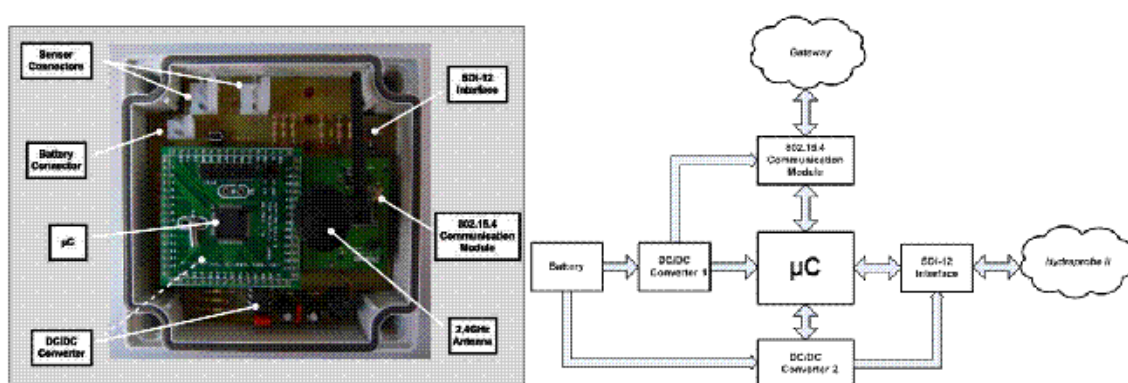 Sensor
Connectors
Battery
Connector
µC
DC/DC
Converter
SDI-12
Interface
802.15.4
Communication
Module
2,4GHz
Antenna
Gateway
802.15.4
Communication
Module
Battery
DC/DC
Converter 1
µC
SDI-12
Interface
Hydraprobe II
DC/DC
Converter 2